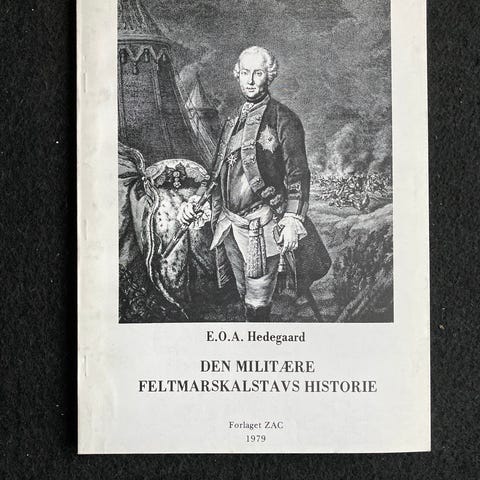 E.O.A. Hedegaard
DEN MILITÆRE
FELTMARSKALSTAVS HISTORIE
Forlaget ZAC
1979